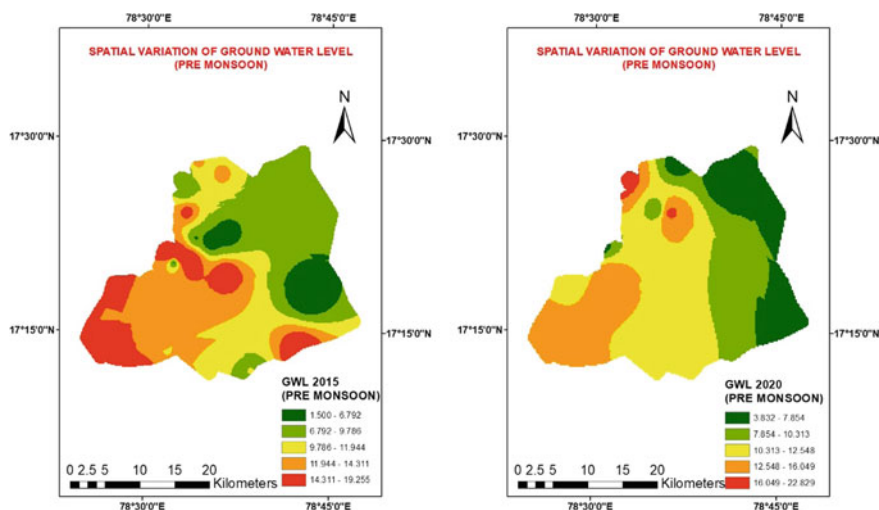 78°30'0"E 78°45'0"E
SPATIAL VARIATION OF GROUND WATER LEVEL
(PRE MONSOON)
N
17°30'0"N 17°30'0"N
17°15'0"N 17°15'0"N
GWL 2015
(PRE MONSOON)
1.500 - 6.792
6.792 - 9.786
9.786 - 11.944
11.944 - 14.311
14.311 - 19.255
0 2.5 5 10 15 20
Kilometers
78°30'0"E 78°45'0"E
78°30'0"E 78°45'0"E
SPATIAL VARIATION OF GROUND WATER LEVEL
(PRE MONSOON)
N
17°30'0"N
17°15'0"N
GWL 2020
(PRE MONSOON)
3.832 - 7.854
7.854 - 10.313
10.313 - 12.548
12.548 - 16.049
16.049 - 22.829
0 2.5 5 10 15 20
Kilometers
78°30'0"E 78°45'0"E